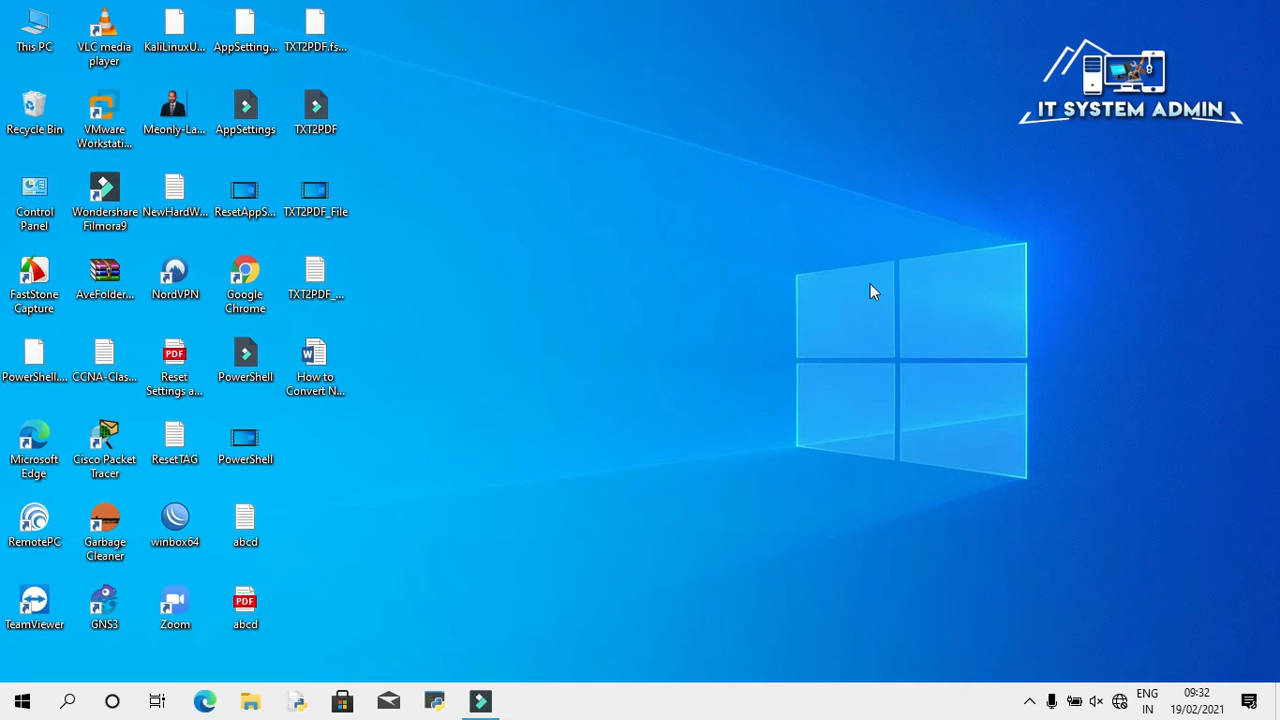 This PC
VLC media
player
KaliLinuxU...
AppSetting...
TXT2PDF.fs...
IT SYSTEM ADMIN
Recycle Bin
VMware
Workstati...
Meonly-La...
AppSettings
TXT2PDF
Control
Panel
Wondershare
Filmora9
NewHardW...
ResetAppS...
TXT2PDF_File
FastStone
Capture
AveFolder...
NordVPN
Google
Chrome
TXT2PDF_...
PowerShell....
CCNA-Clas...
PDF
Reset
Settings a...
PowerShell
How to
Convert N...
Microsoft
Edge
Cisco Packet
Tracer
ResetTAG
PowerShell
RemotePC
Garbage
Cleaner
winbox64
abcd
TeamViewer
GNS3
Zoom
PDF
abcd
ENG
IN
09:32
19/02/2021